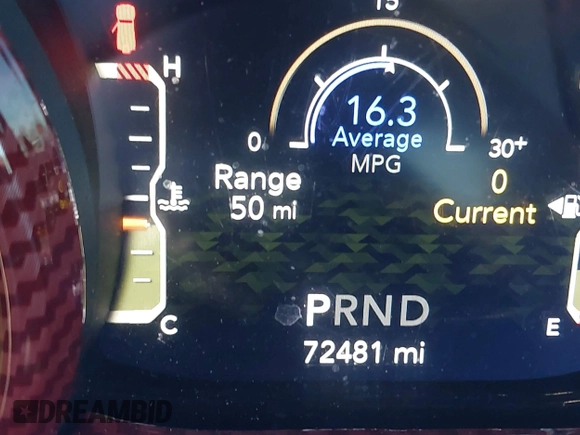 15
H
16.3
0
Average
30+
MPG
Range
0
50 mi
Current
PRND
C
E
72481 mi
DREAMBID